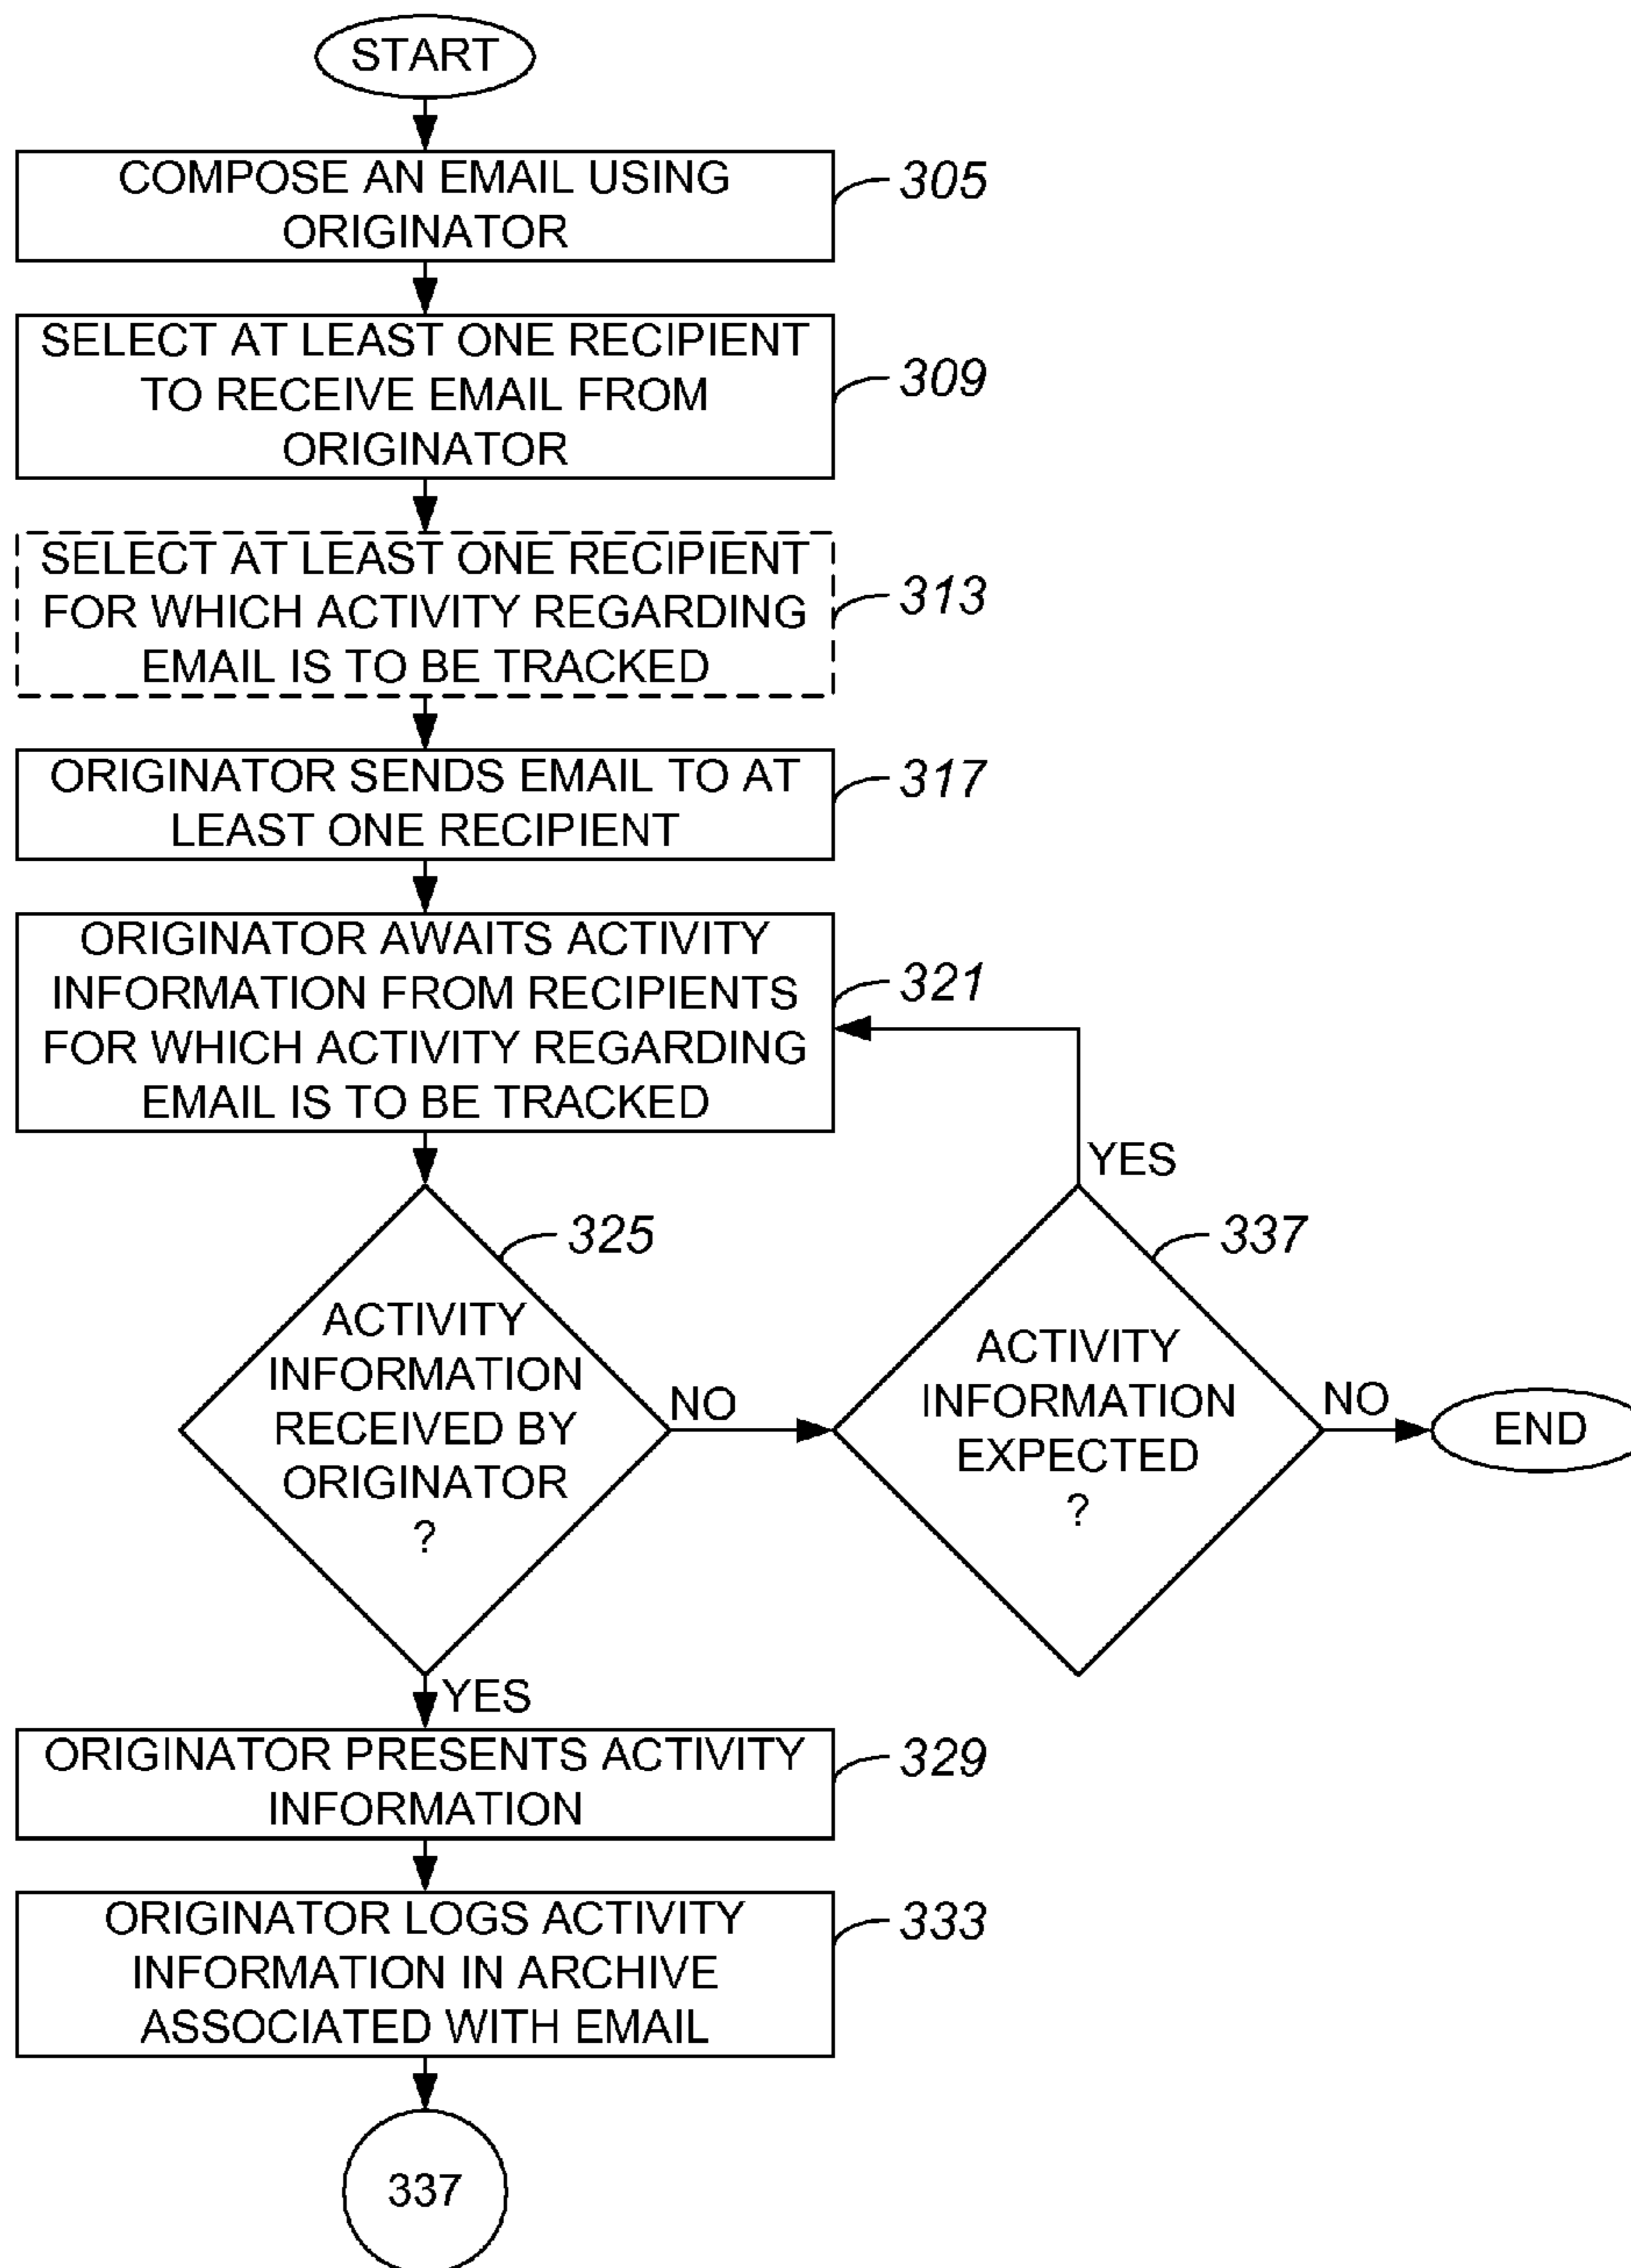 START
COMPOSE AN EMAIL USING
ORIGINATOR
305
SELECT AT LEAST ONE RECIPIENT
TO RECEIVE EMAIL FROM
ORIGINATOR
309
SELECT AT LEAST ONE RECIPIENT
FOR WHICH ACTIVITY REGARDING
EMAIL IS TO BE TRACKED
313
ORIGINATOR SENDS EMAIL TO AT
LEAST ONE RECIPIENT
317
ORIGINATOR AWAITS ACTIVITY
INFORMATION FROM RECIPIENTS
FOR WHICH ACTIVITY REGARDING
EMAIL IS TO BE TRACKED
321
YES
325
ACTIVITY
INFORMATION
RECEIVED BY
ORIGINATOR
?
NO
337
ACTIVITY
INFORMATION
EXPECTED
?
NO
END
YES
ORIGINATOR PRESENTS ACTIVITY
INFORMATION
329
ORIGINATOR LOGS ACTIVITY
INFORMATION IN ARCHIVE
ASSOCIATED WITH EMAIL
333
337